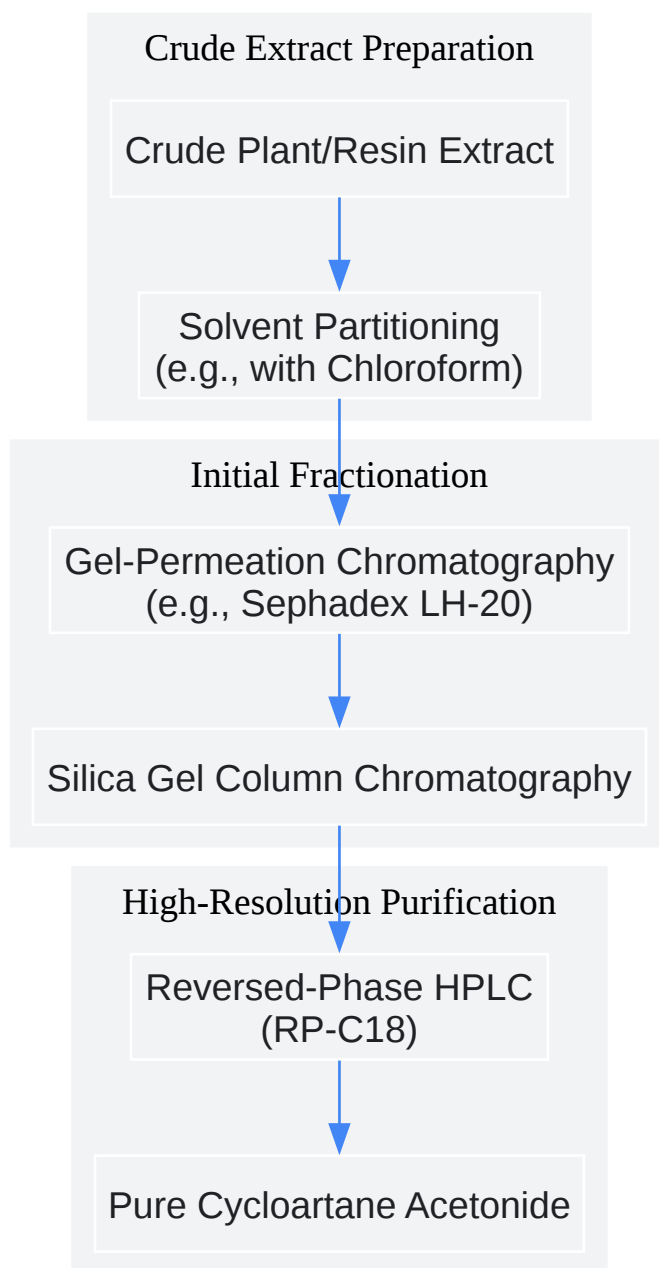 Crude Extract Preparation
Crude Plant/Resin Extract
Solvent Partitioning
(e.g., with Chloroform)
Initial Fractionation
Gel-Permeation Chromatography
(e.g., Sephadex LH-20)
Silica Gel Column Chromatography
High-Resolution Purification
Reversed-Phase HPLC
(RP-C18)
Pure Cycloartane Acetonide